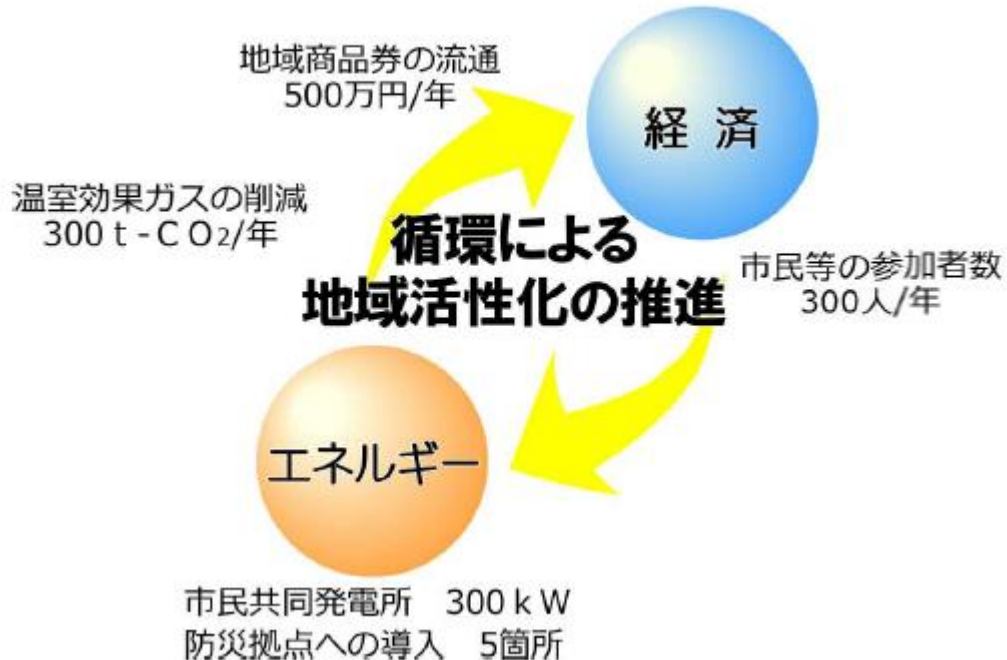 地域商品券の流通
500万円/年
経 済
温室効果ガスの削減
300ｔ-ＣＯ₂/年
循環による
地域活性化の推進
市民等の参加者数
300人/年
エネルギー
市民共同発電所　300ｋＷ
防災拠点への導入　5箇所